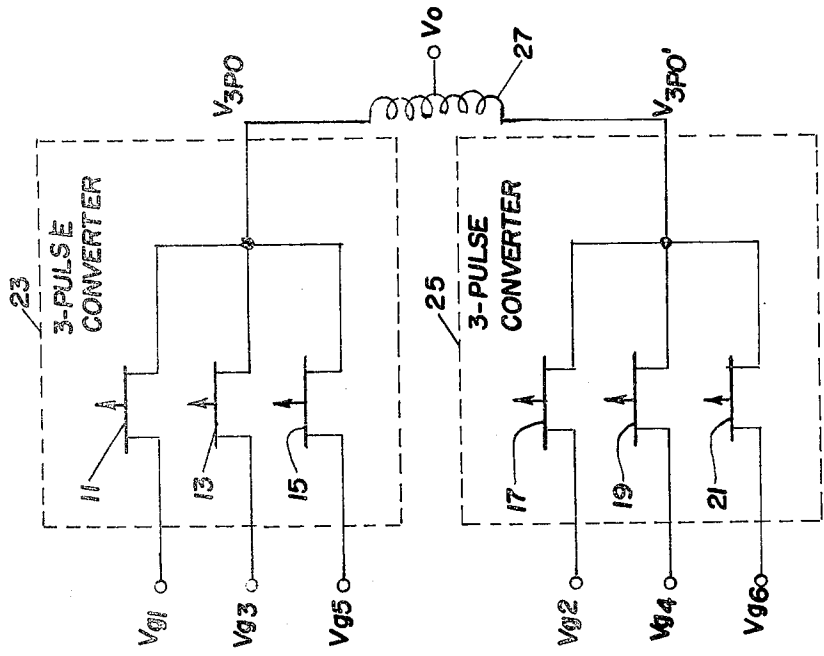 23
3-PULSE
CONVERTER
11
13
15
Vg1
Vg3
Vg5
V3PO
Vo
27
25
3-PULSE
CONVERTER
17
19
21
Vg2
Vg4
Vg6
V3PO'